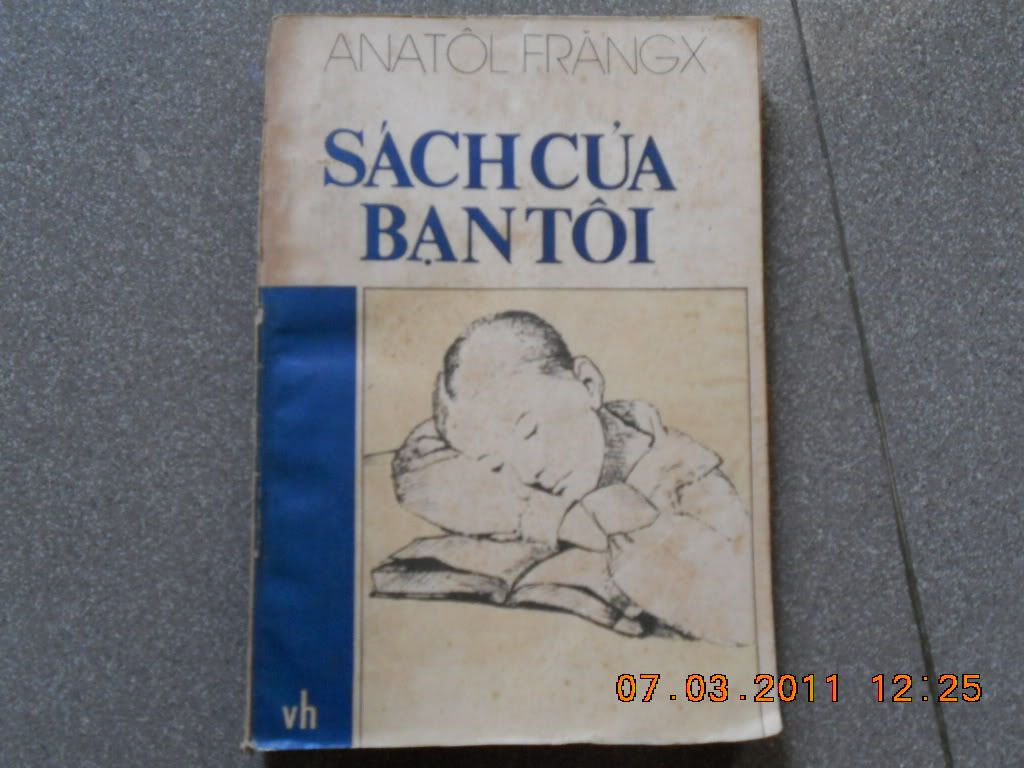 ANATÔL FRĂNGX
SÁCH CỦA
BẠN TÔI
vh
07.03.2011 12:25